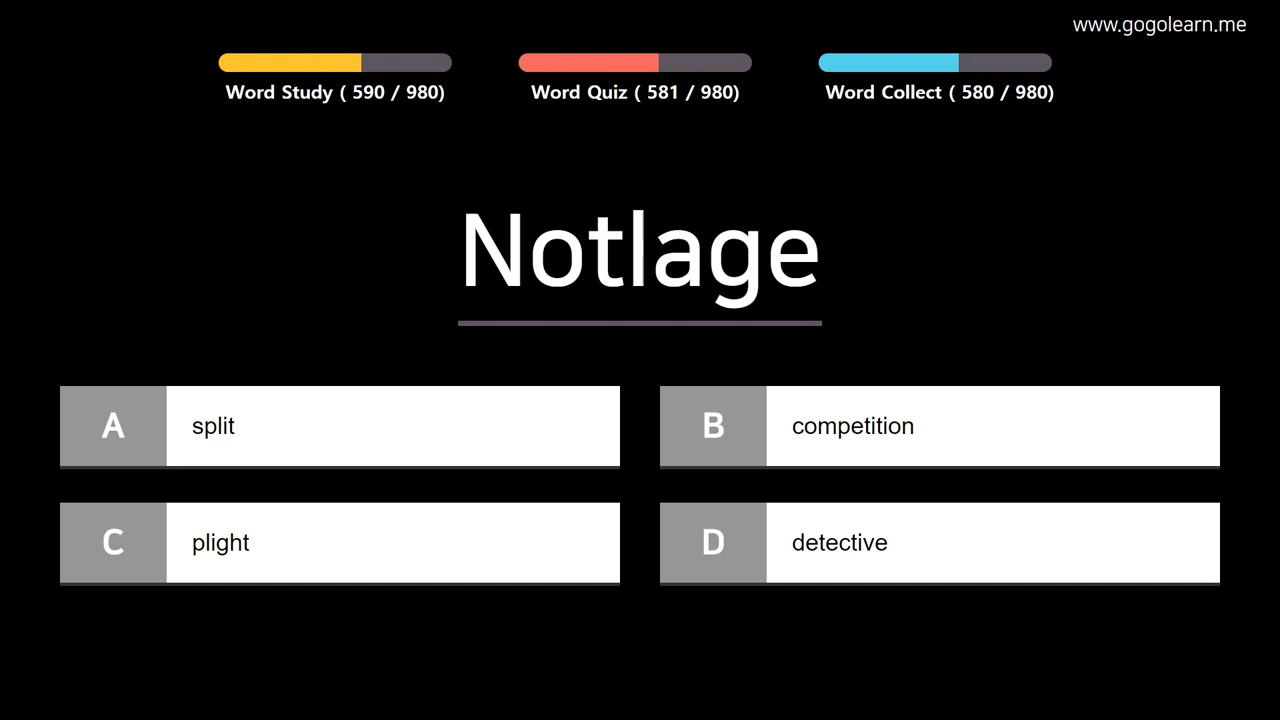 www.gogolearn.me
Word Study ( 590 / 980)
Word Quiz ( 581 / 980)
Word Collect ( 580 / 980)
Notlage
A split
B competition
C plight
D detective